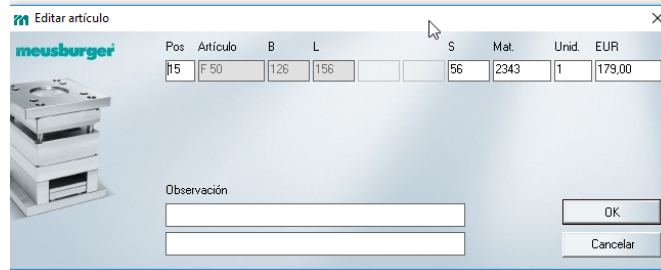 m Editar artículo
meusburger
Pos Artículo B L S Mat. Unid. EUR
15 F 50 126 156 56 2343 1 179,00
Observación
OK
Cancelar